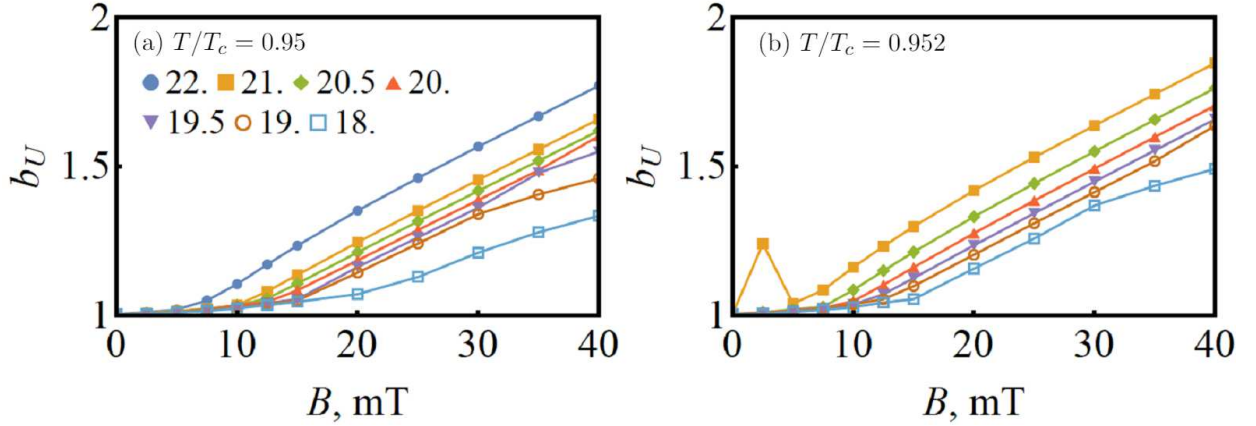 2
(a) T/T_c = 0.95
22. 21. 20.5 20.
19.5 19. 18.
1.5
b_U
1
0 10 20 30 40
B, mT
2
(b) T/T_c = 0.952
1.5
b_U
1
0 10 20 30 40
B, mT